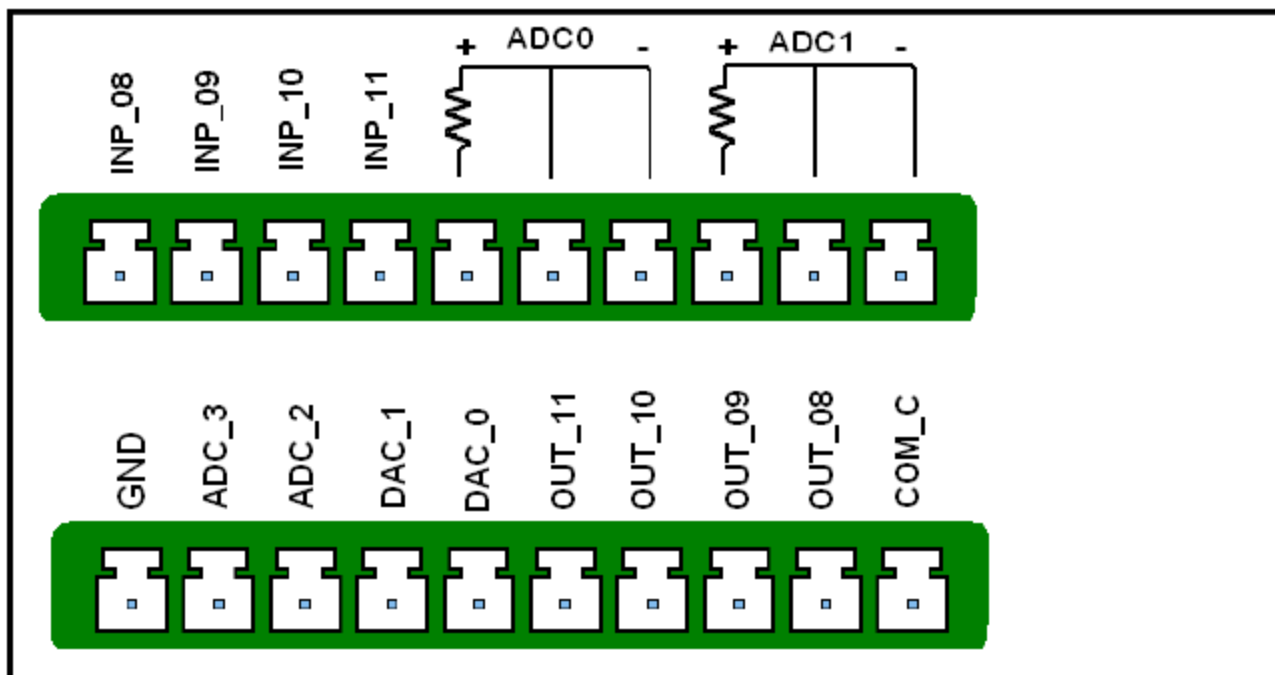 + ADC0 - + ADC1 -
INP_08 INP_09 INP_10 INP_11
GND ADC_3 ADC_2 DAC_1 DAC_0 OUT_11 OUT_10 OUT_09 OUT_08 COM_C